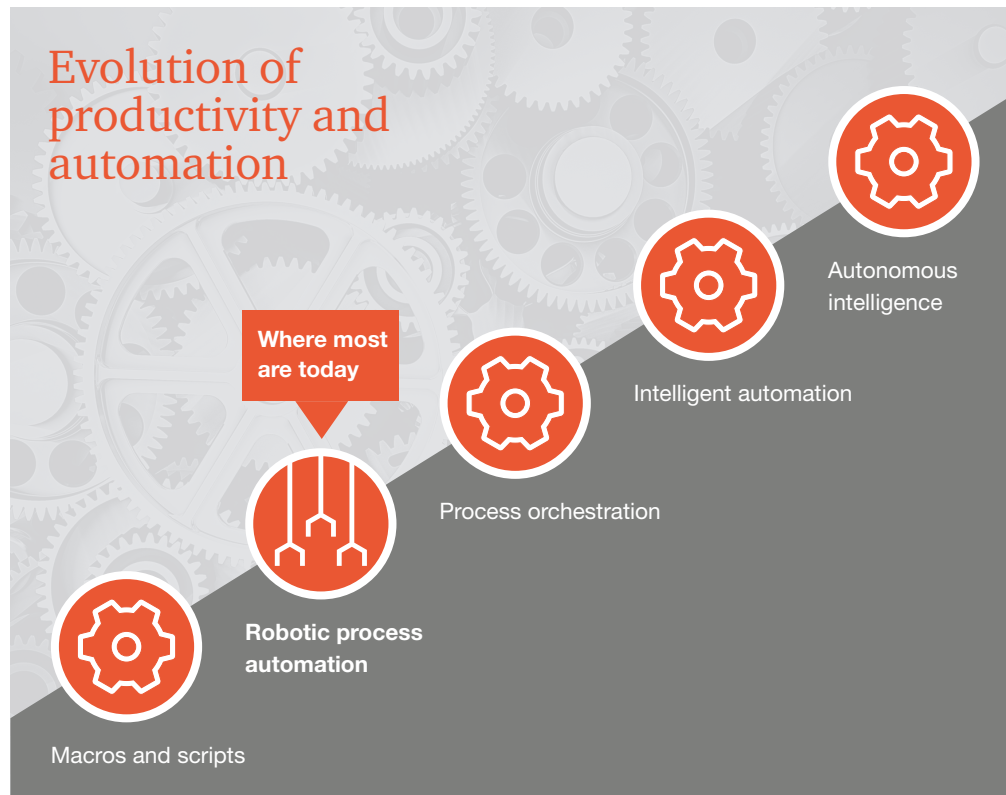 Evolution of
productivity and
automation
Where most
are today
Macros and scripts
Robotic process
automation
Process orchestration
Intelligent automation
Autonomous
intelligence